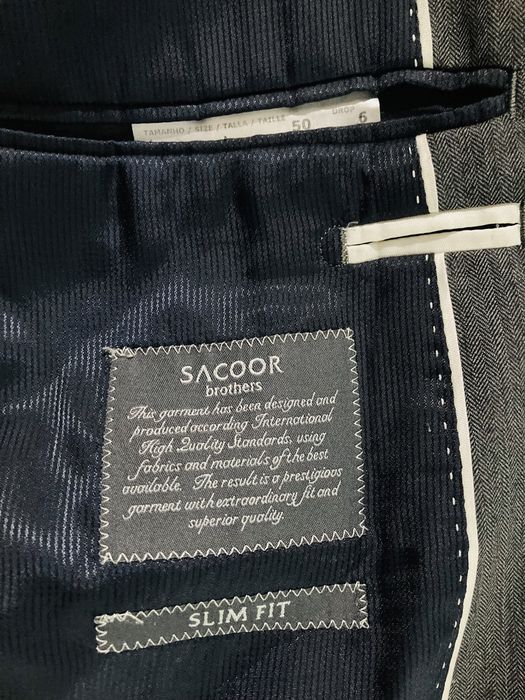 TAMANHO / SIZE / TALLA / TAILLE
50
DROP
6
SACOOR
brothers
This garment has been designed and
produced according International
High Quality Standards, using
fabrics and materials of the best
available. The result is a prestigious
garment with extraordinary fit and
superior quality.
SLIM FIT